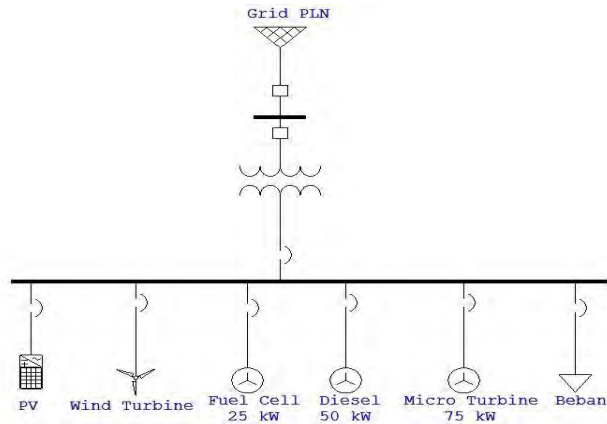 Grid PLN
PV
Wind Turbine
Fuel Cell
25 kW
Diesel
50 kW
Micro Turbine
75 kW
Beban